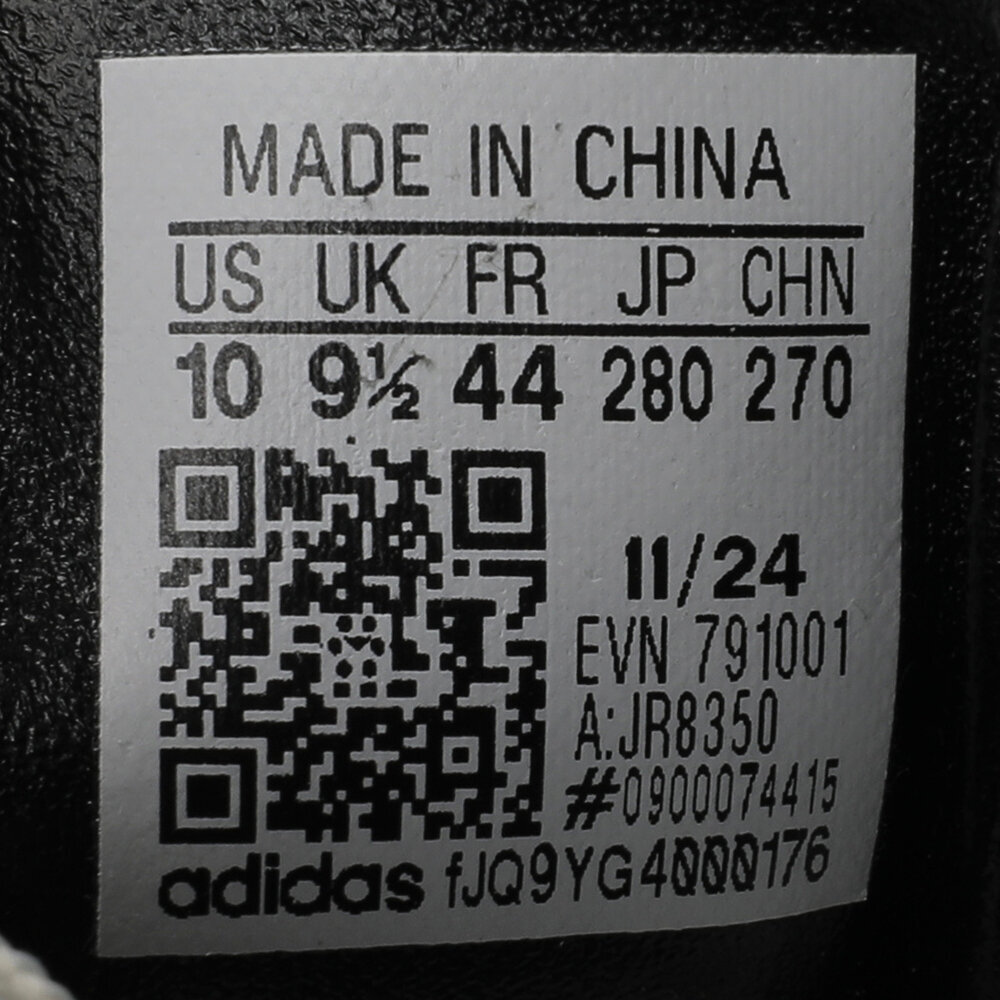 MADE IN CHINA
US UK FR JP CHN
10 9½ 44 280 270
11/24
EVN 791001
A:JR8350
#0900074415
adidas fJQ9YG4000176